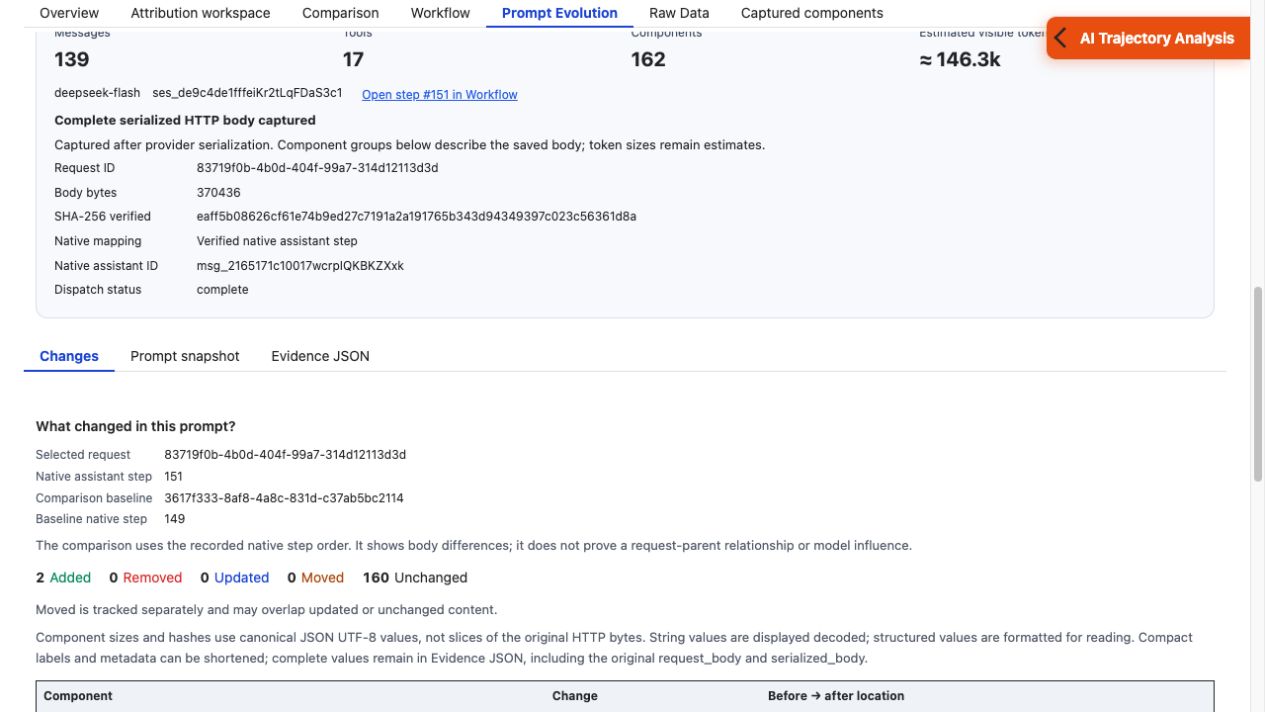 Overview Attribution workspace Comparison Workflow Prompt Evolution Raw Data Captured components
Messages Tools Components Estimated visible token
AI Trajectory Analysis
139 17 162 ≈ 146.3k
deepseek-flash ses_de9c4de1fffeiKr2tLqFDaS3c1 Open step #151 in Workflow
Complete serialized HTTP body captured
Captured after provider serialization. Component groups below describe the saved body; token sizes remain estimates.
Request ID 83719f0b-4b0d-404f-99a7-314d12113d3d
Body bytes 370436
SHA-256 verified eaff5b08626cf61e74b9ed27c7191a2a191765b343d94349397c023c56361d8a
Native mapping Verified native assistant step
Native assistant ID msg_2165171c10017wcrplQKBKZXxk
Dispatch status complete
Changes Prompt snapshot Evidence JSON
What changed in this prompt?
Selected request 83719f0b-4b0d-404f-99a7-314d12113d3d
Native assistant step 151
Comparison baseline 3617f333-8af8-4a8c-831d-c37ab5bc2114
Baseline native step 149
The comparison uses the recorded native step order. It shows body differences; it does not prove a request-parent relationship or model influence.
2 Added 0 Removed 0 Updated 0 Moved 160 Unchanged
Moved is tracked separately and may overlap updated or unchanged content.
Component sizes and hashes use canonical JSON UTF-8 values, not slices of the original HTTP bytes. String values are displayed decoded; structured values are formatted for reading. Compact
labels and metadata can be shortened; complete values remain in Evidence JSON, including the original request_body and serialized_body.
Component Change Before → after location